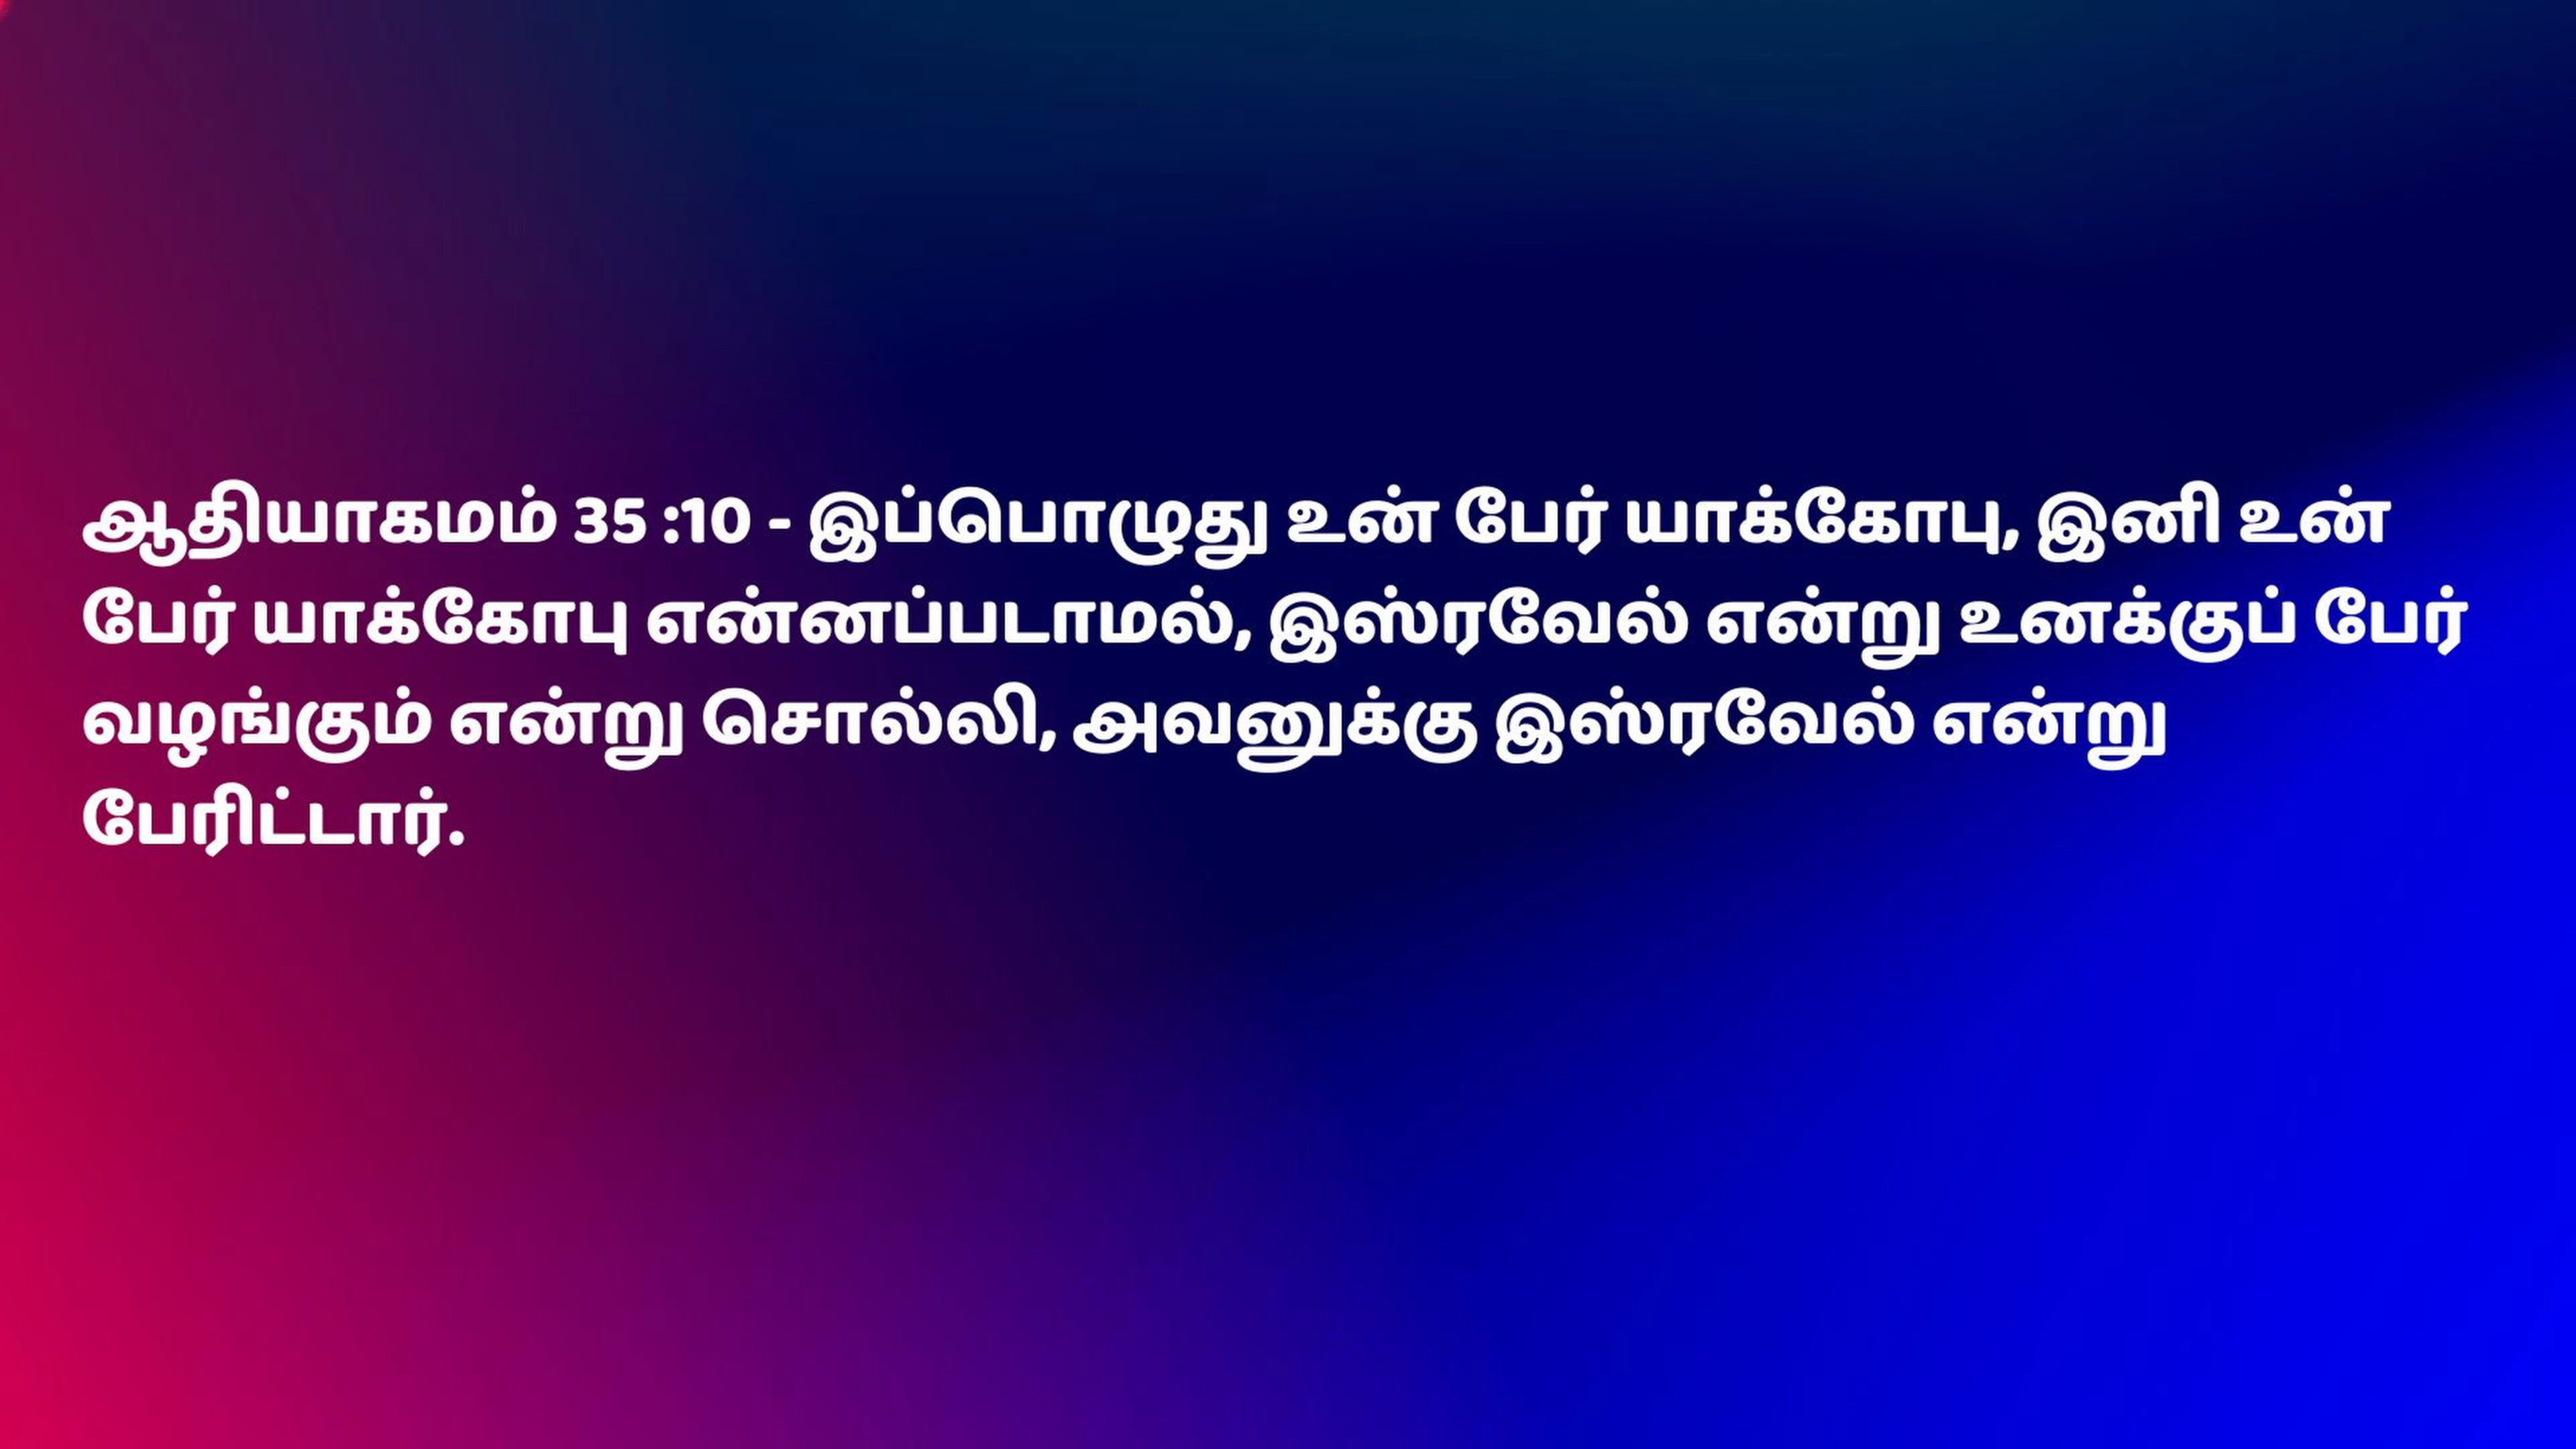 ஆதியாகமம் 35 :10 - இப்பொழுது உன் பேர் யாக்கோபு, இனி உன்
பேர் யாக்கோபு என்னப்படாமல், இஸ்ரவேல் என்று உனக்குப் பேர்
வழங்கும் என்று சொல்லி, அவனுக்கு இஸ்ரவேல் என்று
பேரிட்டார்.